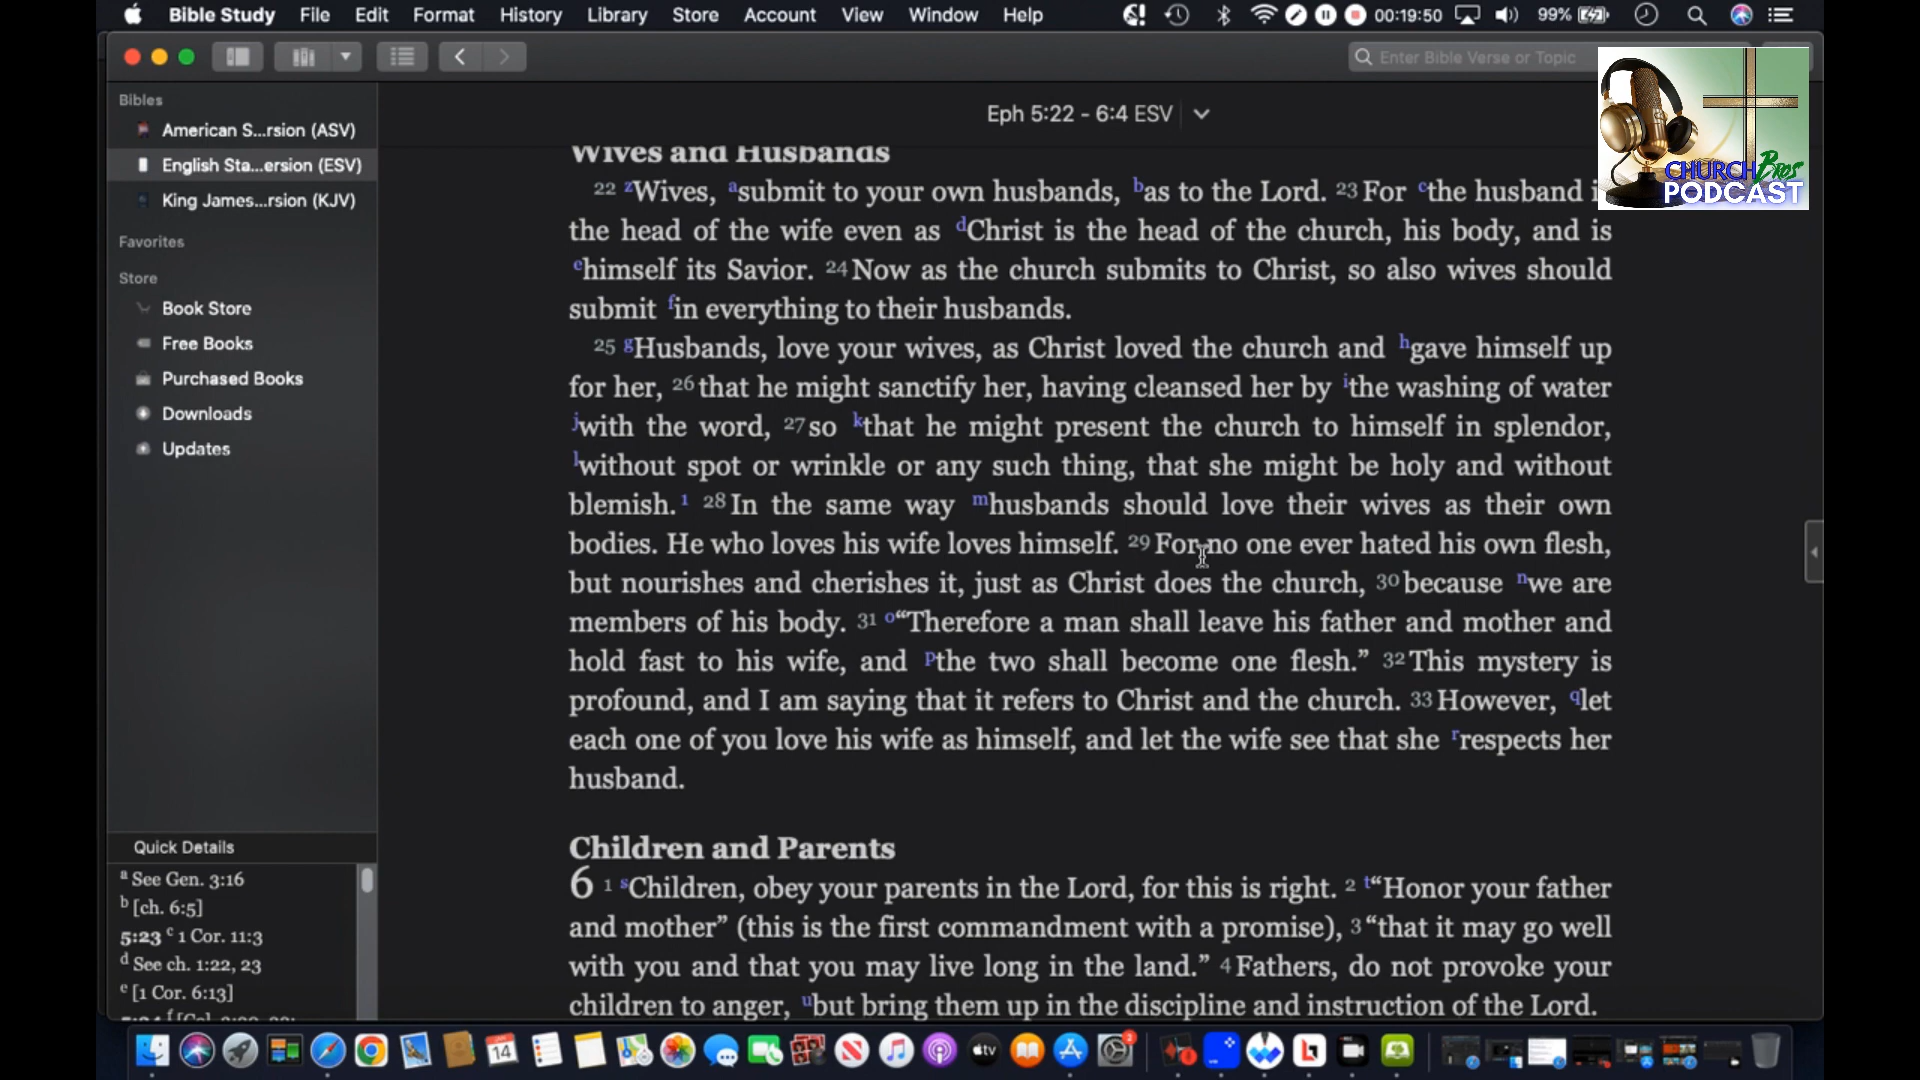 Bible Study File Edit Format History Library Store Account View Window Help 00:19:50 99%
Enter Bible Verse or Topic
CHURCH Bros
PODCAST
Bibles
American S...rsion (ASV)
English Sta...ersion (ESV)
King James...rsion (KJV)
Favorites
Store
Book Store
Free Books
Purchased Books
Downloads
Updates
Quick Details
a See Gen. 3:16
b [ch. 6:5]
5:23 c 1 Cor. 11:3
d See ch. 1:22, 23
e [1 Cor. 6:13]
Eph 5:22 - 6:4 ESV
Wives and Husbands
22 zWives, asubmit to your own husbands, bas to the Lord. 23 For cthe husband
the head of the wife even as dChrist is the head of the church, his body, and is
ehimself its Savior. 24 Now as the church submits to Christ, so also wives should
submit fin everything to their husbands.
25 gHusbands, love your wives, as Christ loved the church and hgave himself up
for her, 26 that he might sanctify her, having cleansed her by ithe washing of water
jwith the word, 27 so kthat he might present the church to himself in splendor,
lwithout spot or wrinkle or any such thing, that she might be holy and without
blemish.1 28 In the same way mhusbands should love their wives as their own
bodies. He who loves his wife loves himself. 29 For no one ever hated his own flesh,
but nourishes and cherishes it, just as Christ does the church, 30 because nwe are
members of his body. 31 o“Therefore a man shall leave his father and mother and
hold fast to his wife, and pthe two shall become one flesh.” 32 This mystery is
profound, and I am saying that it refers to Christ and the church. 33 However, qlet
each one of you love his wife as himself, and let the wife see that she rrespects her
husband.
Children and Parents
6 1 sChildren, obey your parents in the Lord, for this is right. 2 t“Honor your father
and mother” (this is the first commandment with a promise), 3 “that it may go well
with you and that you may live long in the land.” 4 Fathers, do not provoke your
children to anger, ubut bring them up in the discipline and instruction of the Lord.
14
tv